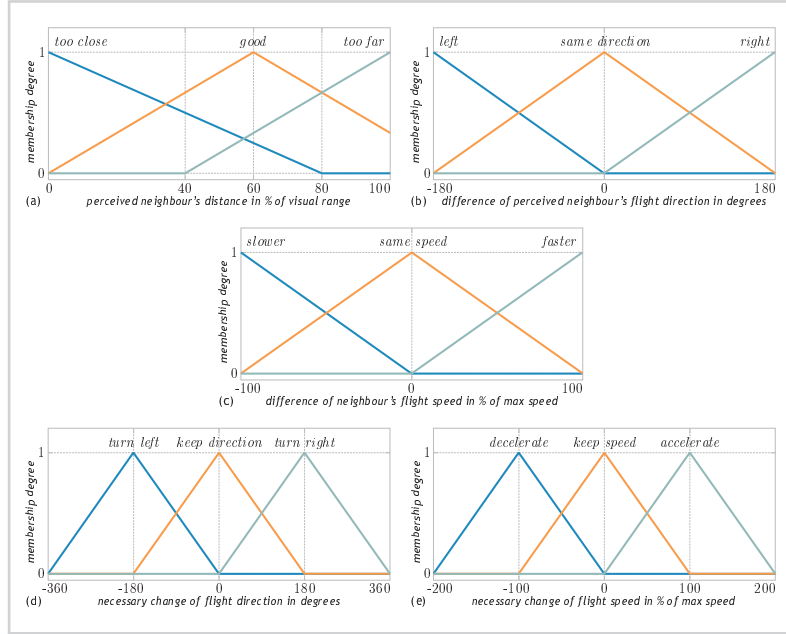 too close good too far
1
membership degree
0
0 40 60 80 100
(a) perceived neighbour's distance in % of visual range
left same direction right
1
membership degree
0
-180 0 180
(b) difference of perceived neighbour's flight direction in degrees
slower same speed faster
1
membership degree
0
-100 0 100
(c) difference of neighbour's flight speed in % of max speed
turn left keep direction turn right
1
membership degree
0
-360 -180 0 180 360
(d) necessary change of flight direction in degrees
decelerate keep speed accelerate
1
membership degree
0
-200 -100 0 100 200
(e) necessary change of flight speed in % of max speed